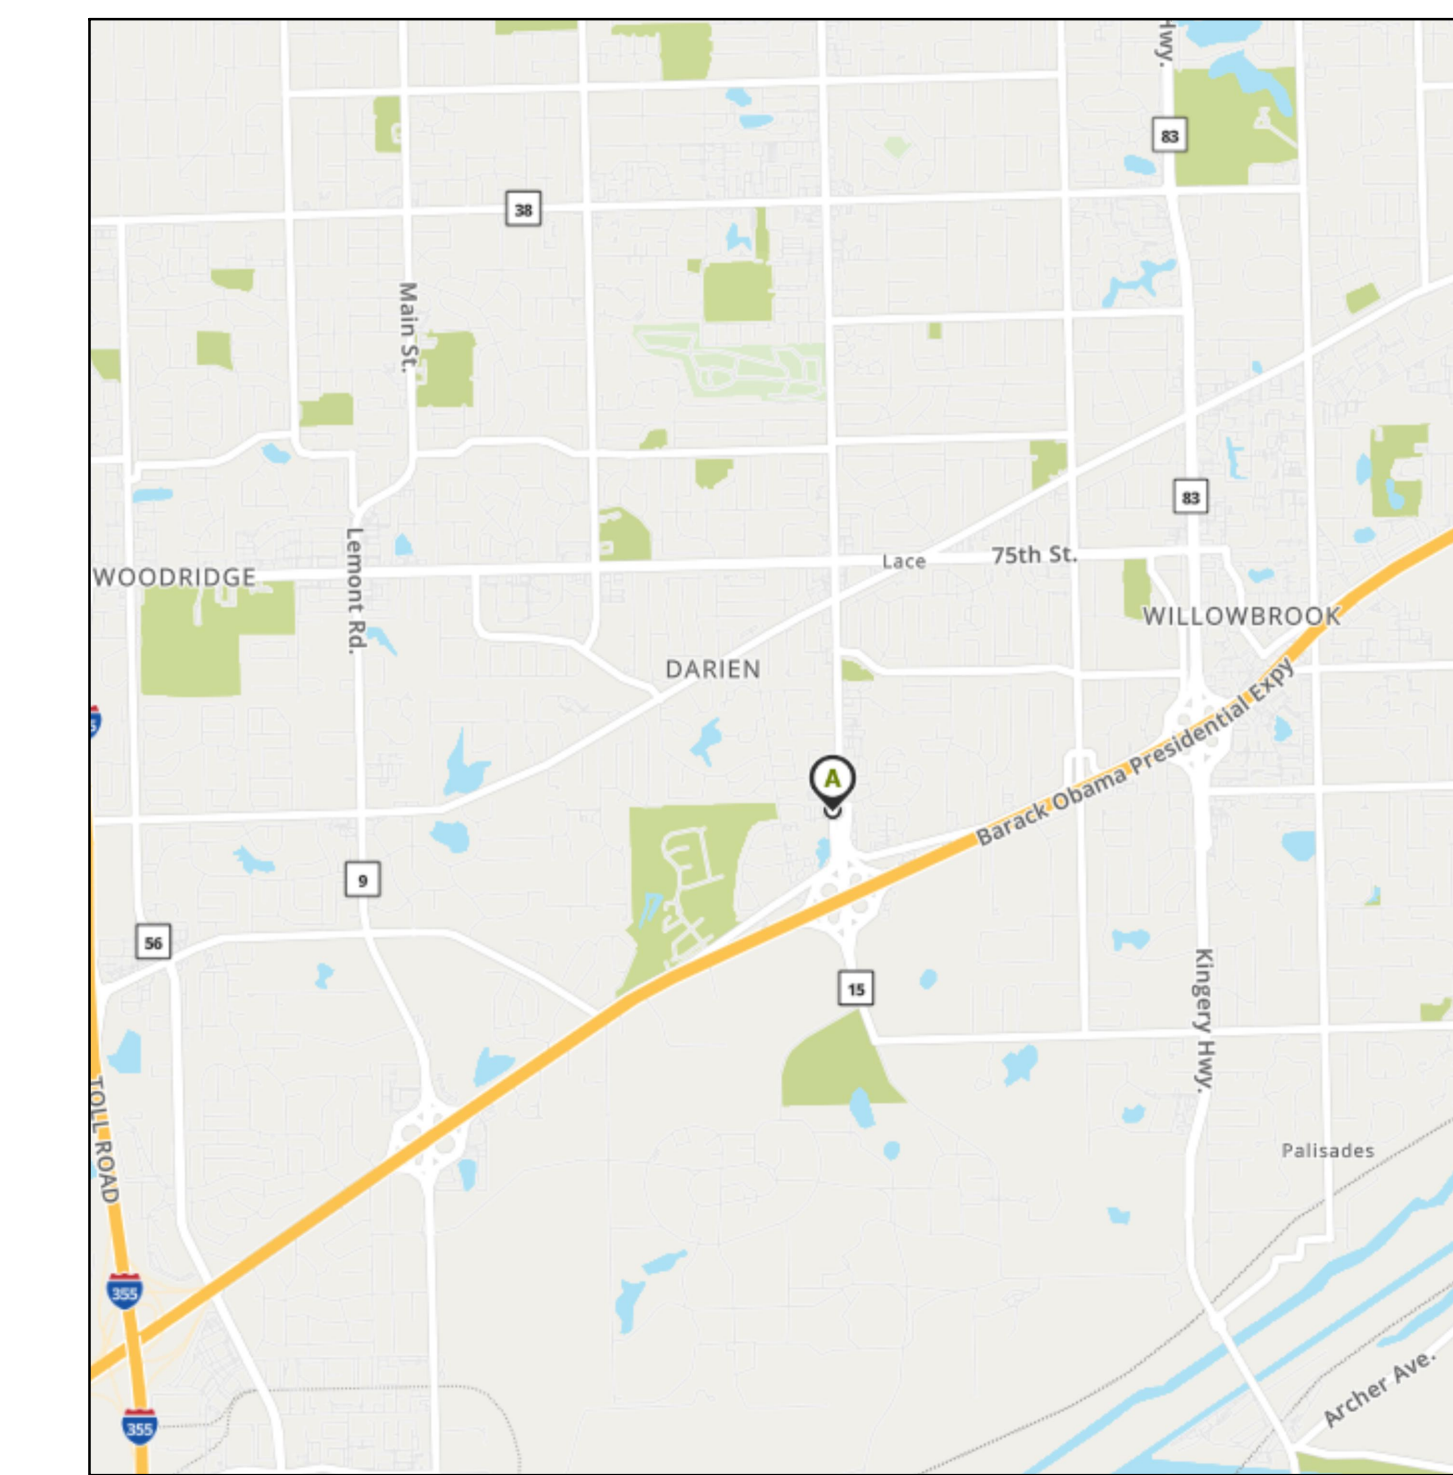 Hwy.
83
38
Main St.
83
Lace
75th St.
WOODRIDGE
Lemont Rd.
WILLOWBROOK
DARIEN
Barack Obama Presidential Expy
A
9
56
15
Kingery Hwy.
TOLL ROAD
Palisades
355
Archer Ave.
355